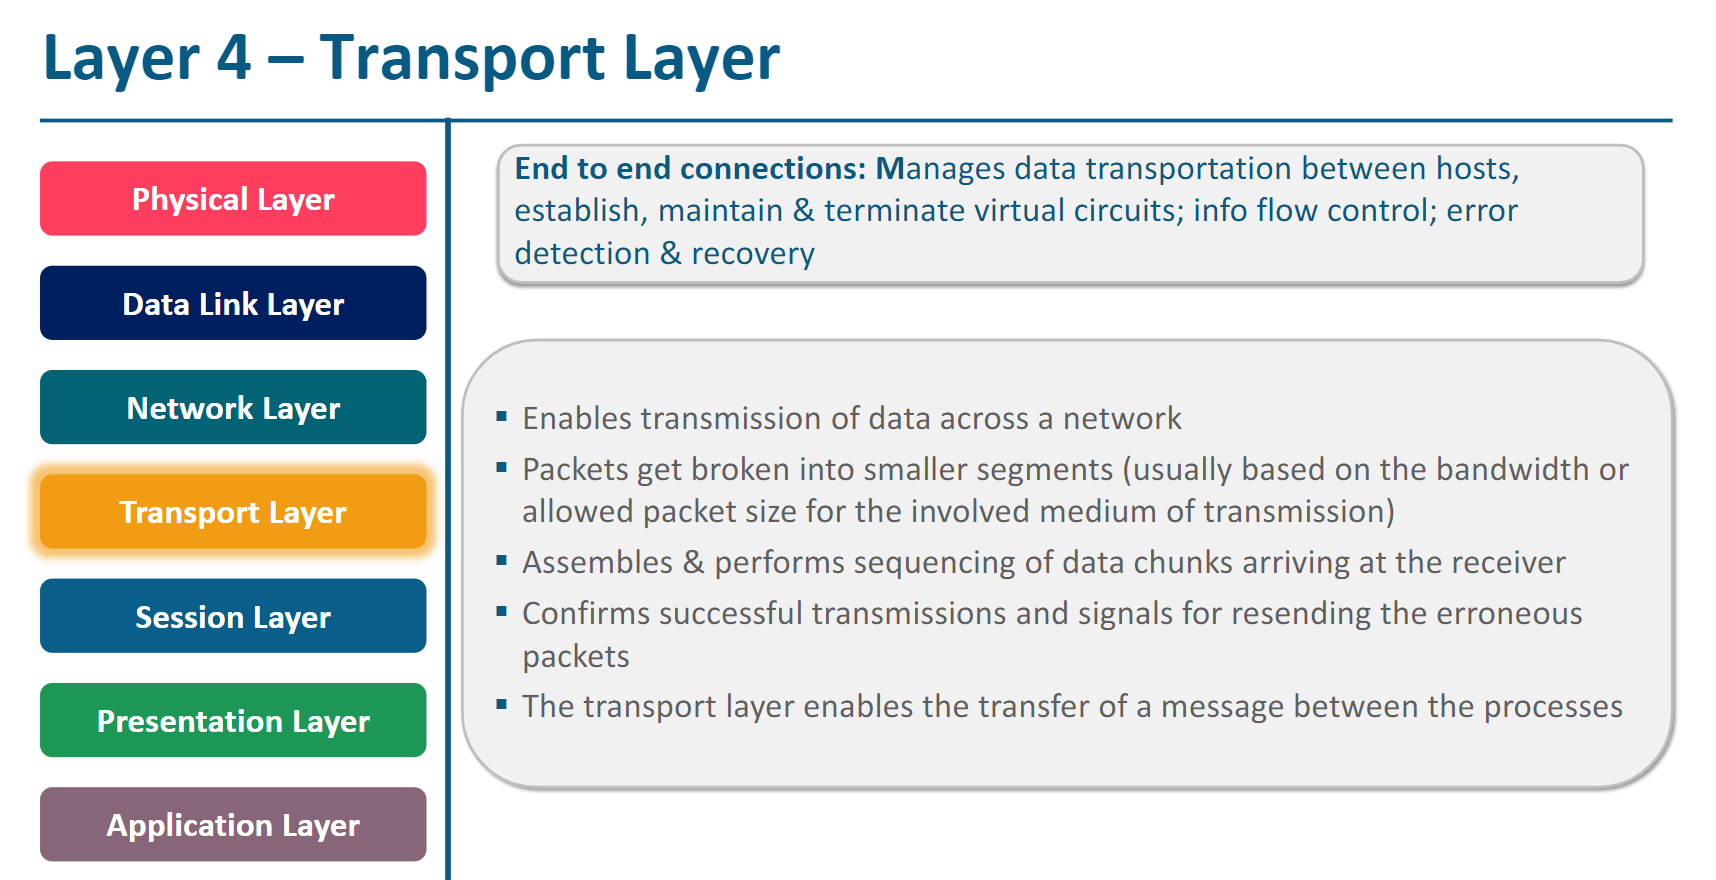 Layer 4 – Transport Layer
Physical Layer
Data Link Layer
Network Layer
Transport Layer
Session Layer
Presentation Layer
Application Layer
End to end connections: Manages data transportation between hosts,
establish, maintain & terminate virtual circuits; info flow control; error
detection & recovery
▪ Enables transmission of data across a network
▪ Packets get broken into smaller segments (usually based on the bandwidth or
allowed packet size for the involved medium of transmission)
▪ Assembles & performs sequencing of data chunks arriving at the receiver
▪ Confirms successful transmissions and signals for resending the erroneous
packets
▪ The transport layer enables the transfer of a message between the processes